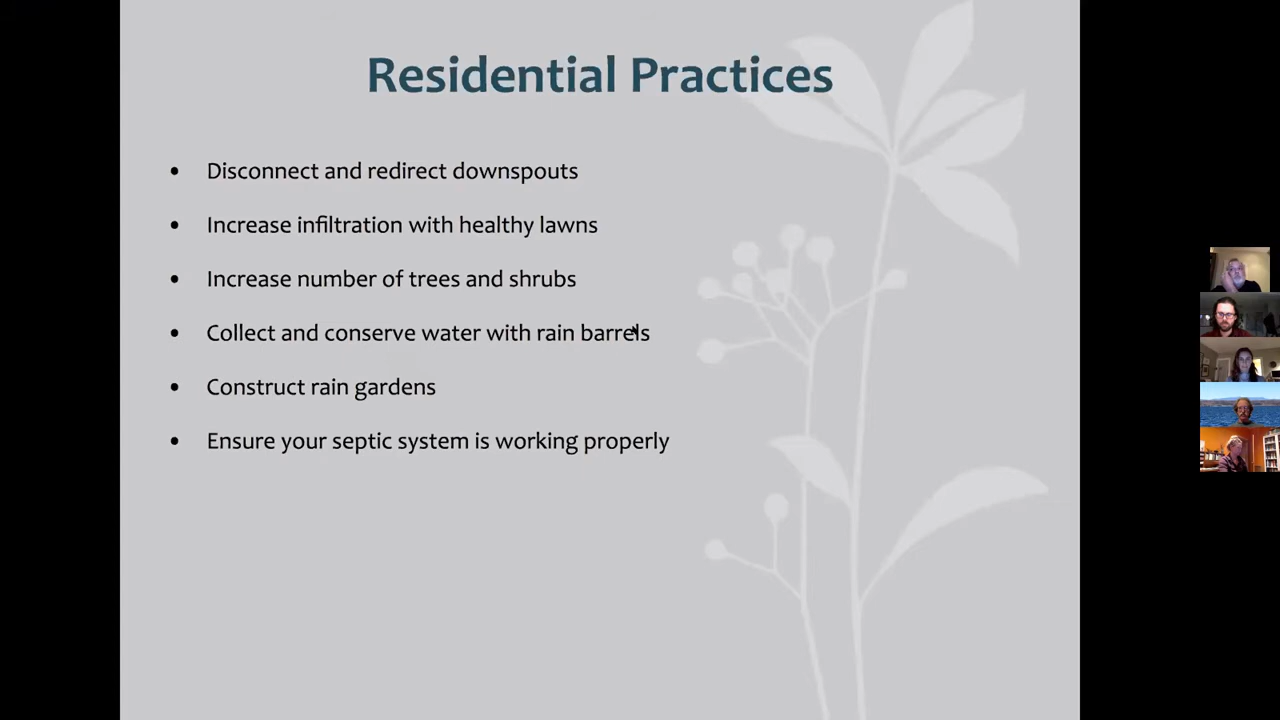 Residential Practices
• Disconnect and redirect downspouts
• Increase infiltration with healthy lawns
• Increase number of trees and shrubs
• Collect and conserve water with rain barrels
• Construct rain gardens
• Ensure your septic system is working properly